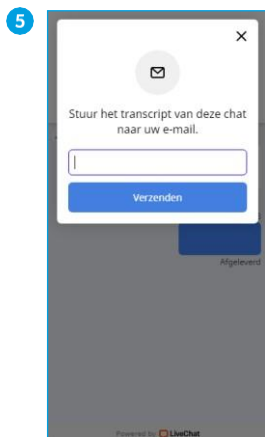 5
Stuur het transcript van deze chat
naar uw e-mail.
Verzenden
Afgeleverd
Powered by LiveChat